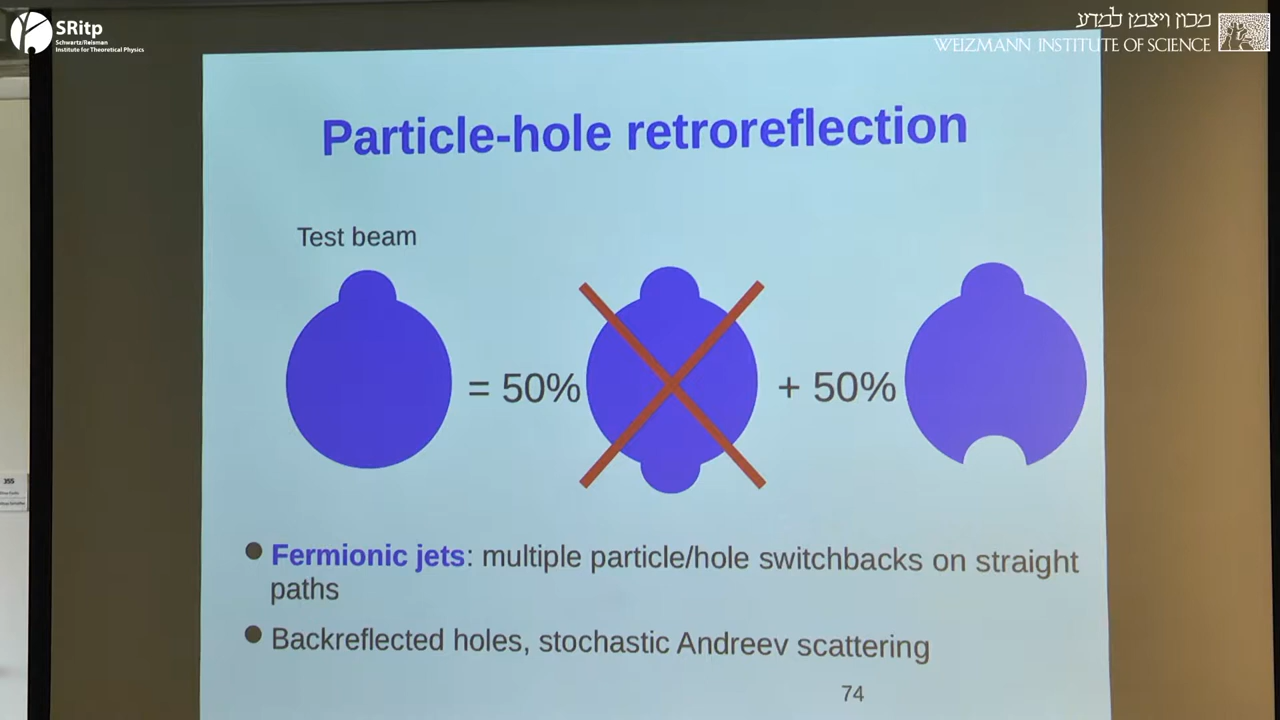 SRitp
Schwartz/Reisman
Institute for Theoretical Physics
מכון ויצמן למדע
WEIZMANN INSTITUTE OF SCIENCE
Particle-hole retroreflection
Test beam
= 50%
+ 50%
Fermionic jets: multiple particle/hole switchbacks on straight
paths
Backreflected holes, stochastic Andreev scattering
74
355